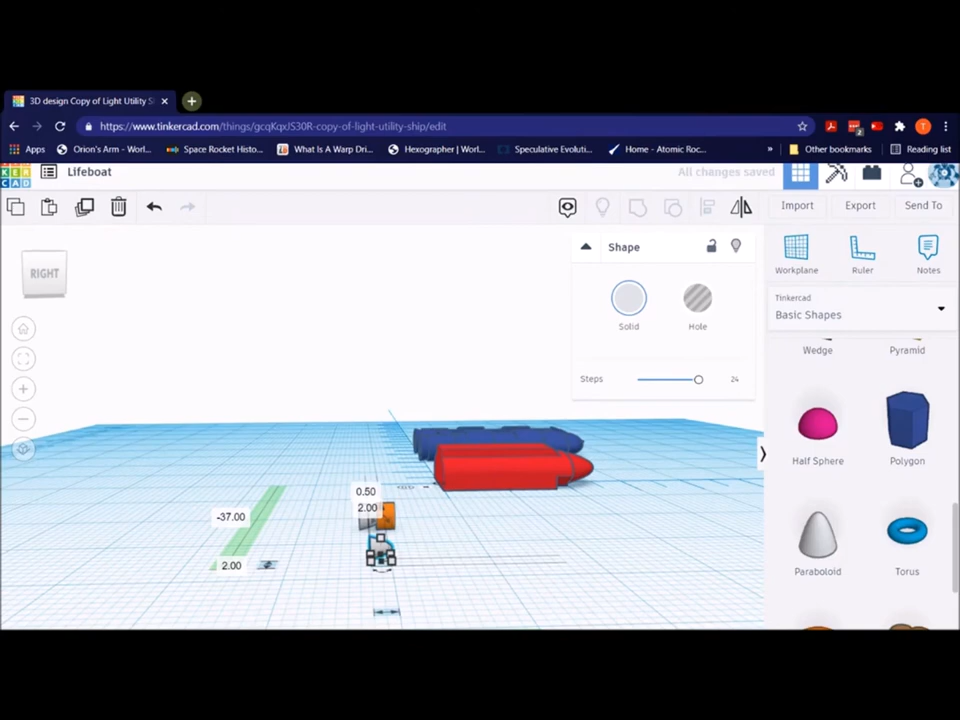 3D design Copy of Light Utility S
https://www.tinkercad.com/things/gcqKqxJS30R-copy-of-light-utility-ship/edit
Apps
Orion's Arm - Worl...
Space Rocket Histo...
What Is A Warp Dri...
Hexographer | Worl...
Speculative Evoluti...
Home - Atomic Roc...
»
Other bookmarks
Reading list
KER
CAD
Lifeboat
All changes saved
Import
Export
Send To
RIGHT
Shape
Solid
Hole
Steps
24
Workplane
Ruler
Notes
Tinkercad
Basic Shapes
Wedge
Pyramid
Half Sphere
Polygon
Paraboloid
Torus
0.50
2.00
-37.00
2.00